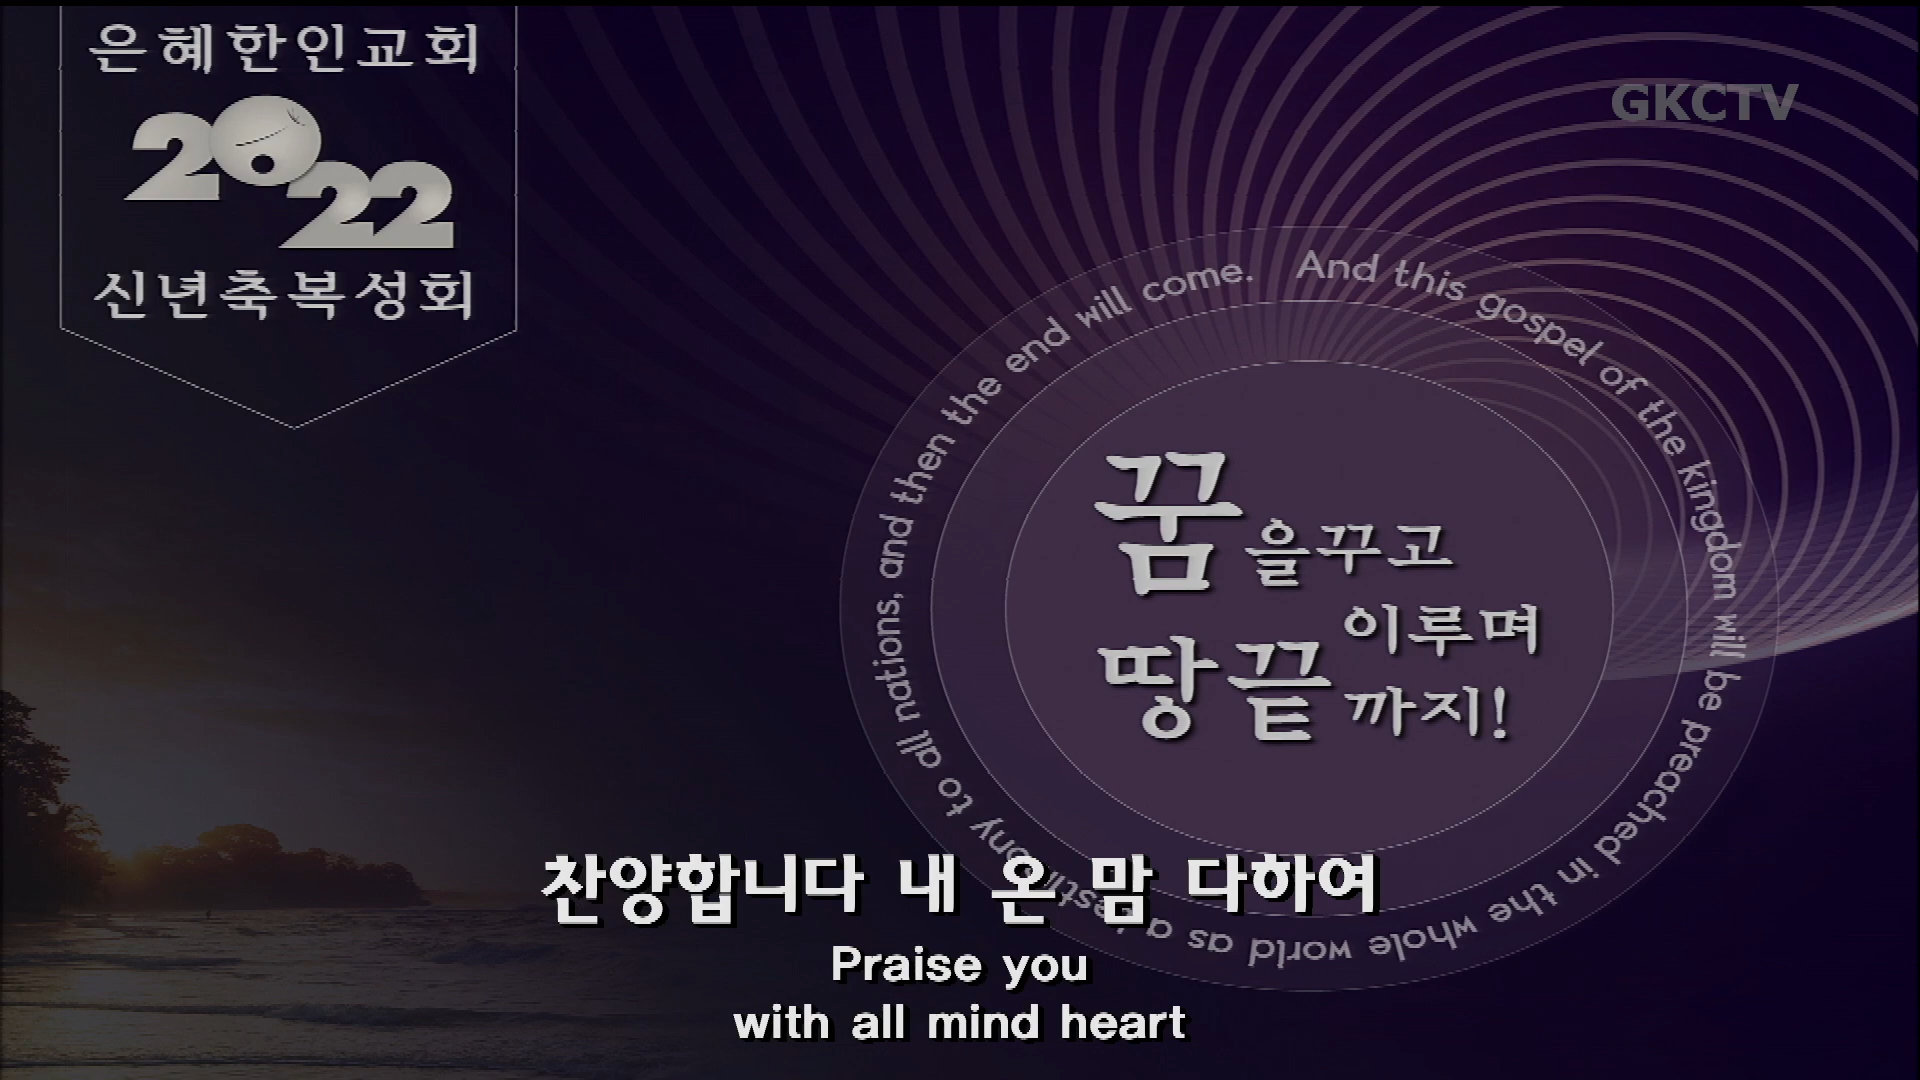 은혜한인교회
2022
신년축복성회
GKCTV
And this gospel of the kingdom will be preached in the whole world as a testimony to all nations, and then the end will come.
꿈을꾸고
이루며
땅끝까지!
찬양합니다 내 온 맘 다하여
Praise you
with all mind heart